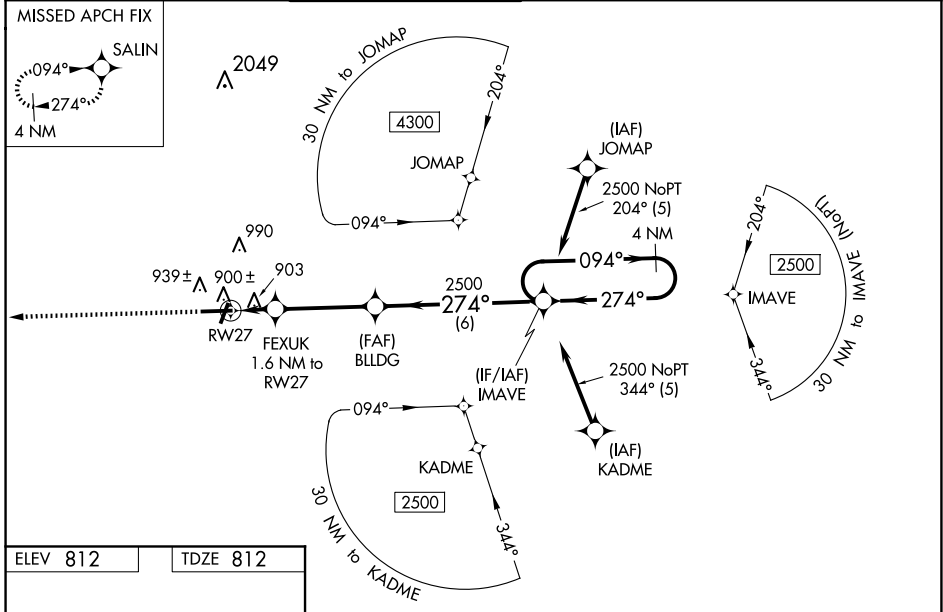 MISSED APCH FIX
SALIN
094°
274°
4 NM
2049
30 NM to JOMAP
4300
204°
JOMAP
094°
(IAF)
JOMAP
2500 NoPT
204° (5)
4 NM
094°
274°
204°
30 NM to IMAVE (NoPT)
2500
IMAVE
344°
990
939±
900±
903
2500
274°
(6)
RW27
FEXUK
1.6 NM to
RW27
(FAF)
BLLDG
(IF/IAF)
IMAVE
2500 NoPT
344° (5)
(IAF)
KADME
094°
KADME
2500
344°
30 NM to KADME
ELEV 812
TDZE 812